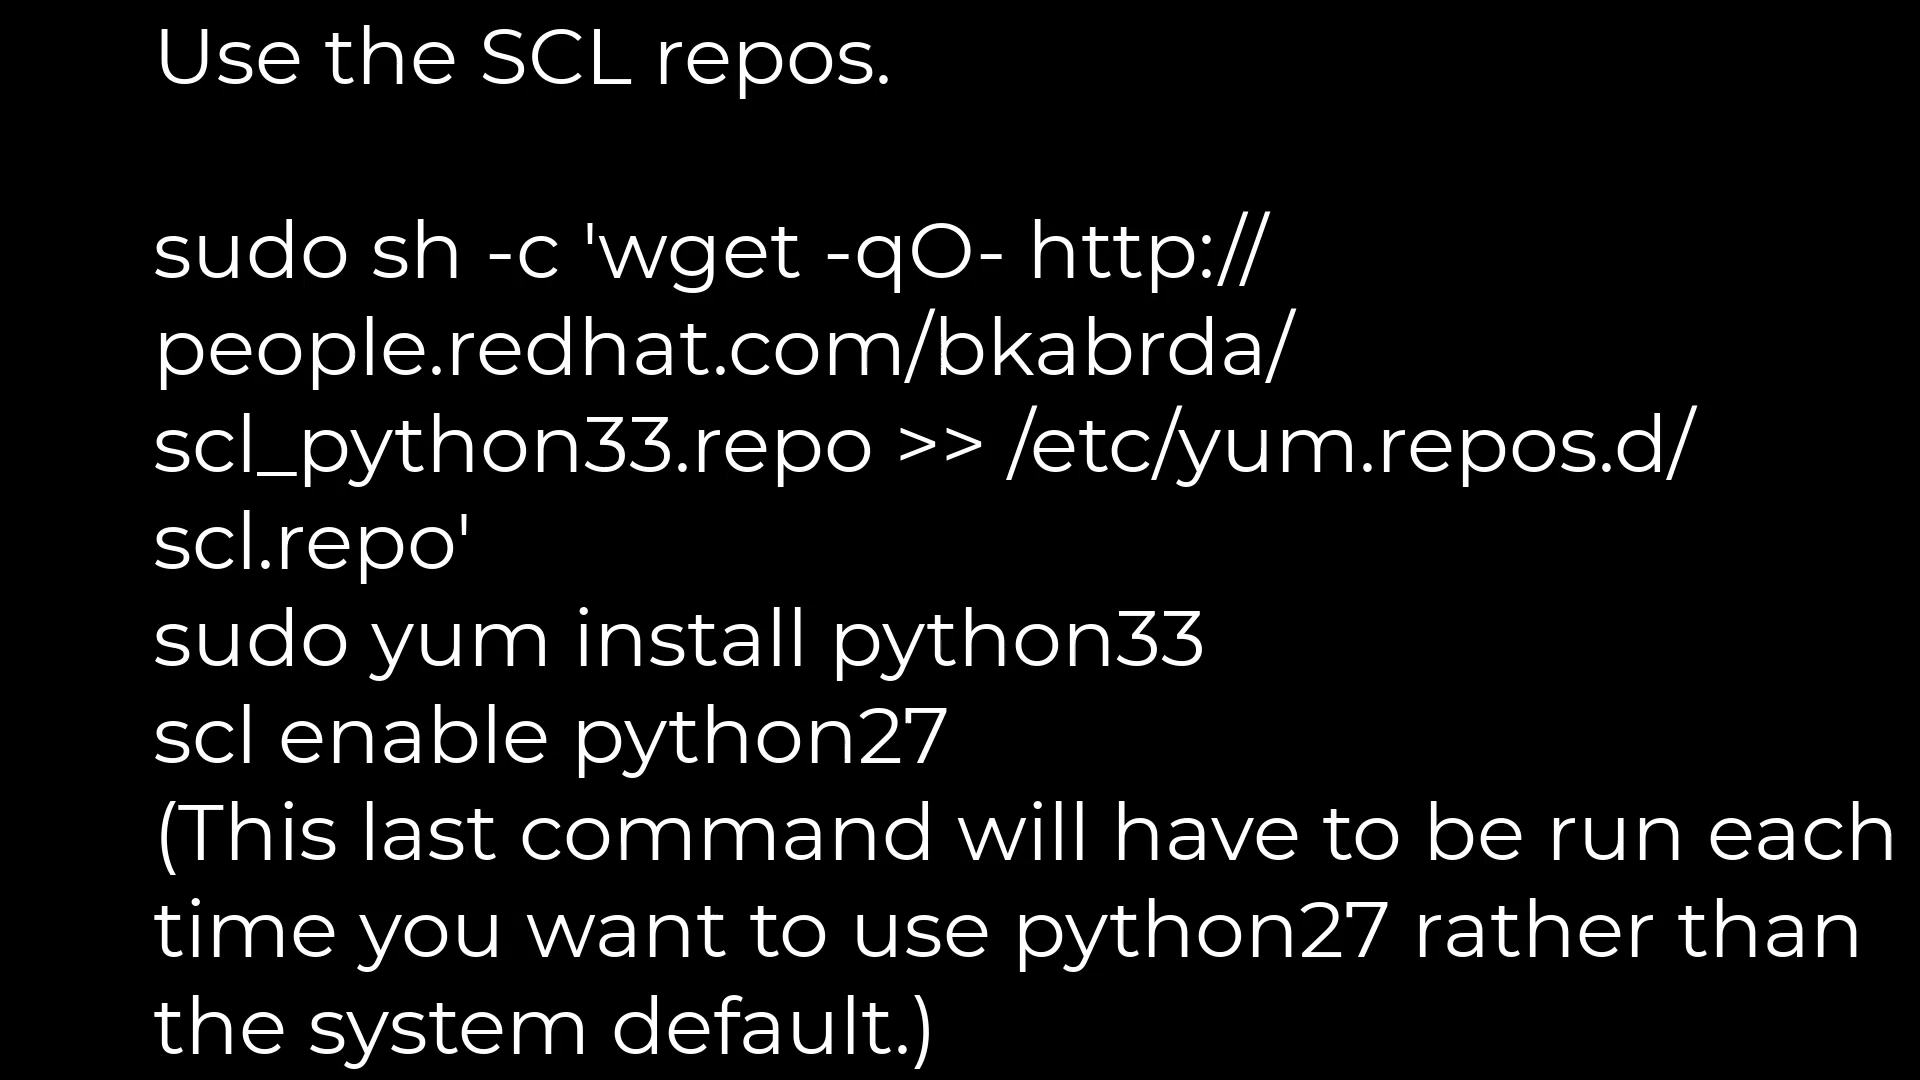 Use the SCL repos.
sudo sh -c 'wget -qO- http://
people.redhat.com/bkabrda/
scl_python33.repo >> /etc/yum.repos.d/
scl.repo'
sudo yum install python33
scl enable python27
(This last command will have to be run each
time you want to use python27 rather than
the system default.)